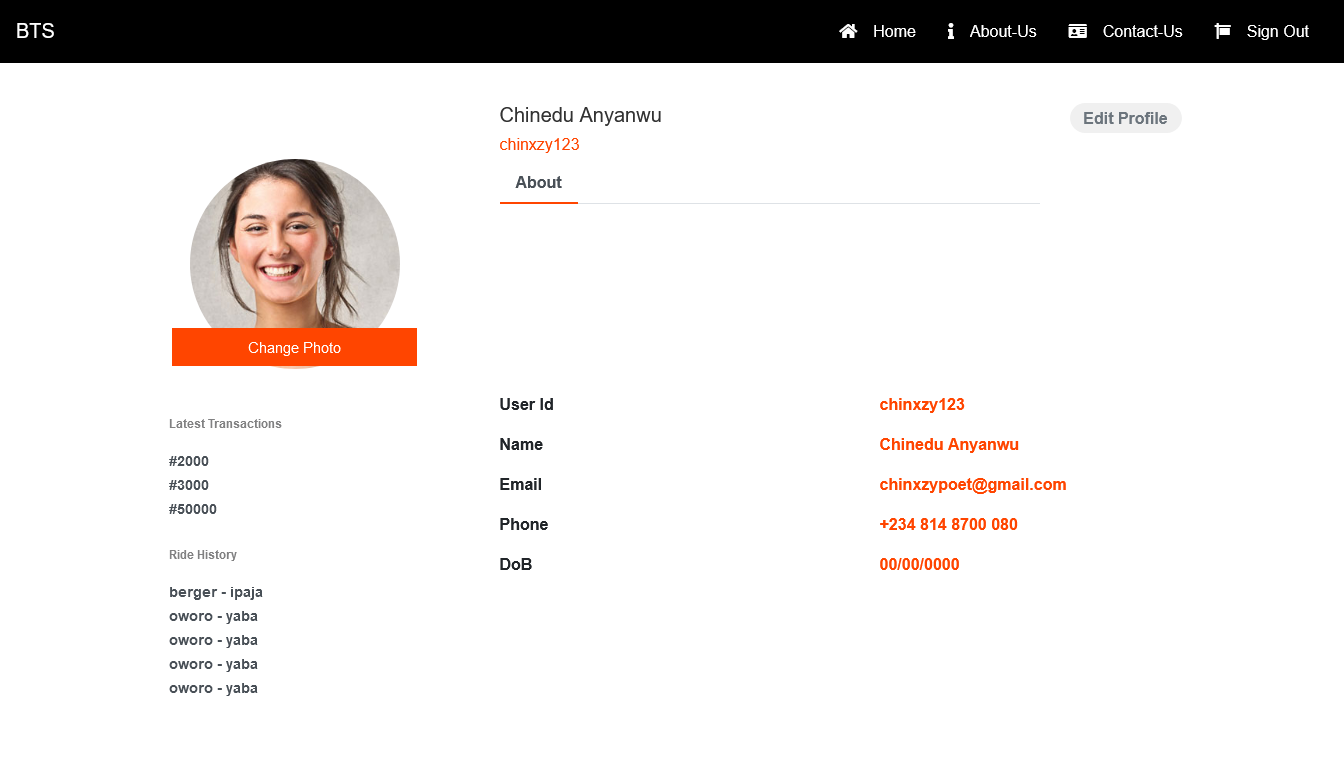 BTS
Home
About-Us
Contact-Us
Sign Out
Chinedu Anyanwu
chinxzy123
Edit Profile
About
Change Photo
Latest Transactions
#2000
#3000
#50000
Ride History
berger - ipaja
oworo - yaba
oworo - yaba
oworo - yaba
oworo - yaba
User Id chinxzy123
Name Chinedu Anyanwu
Email chinxzypoet@gmail.com
Phone +234 814 8700 080
DoB 00/00/0000